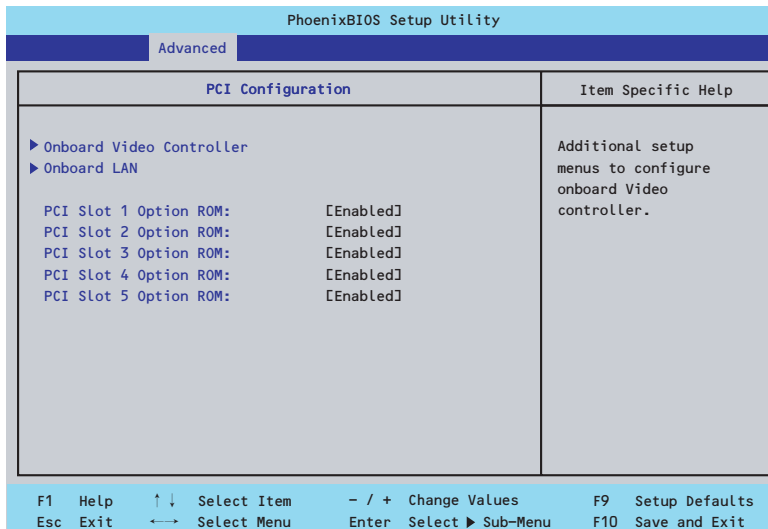 PhoenixBIOS Setup Utility
Advanced
PCI Configuration
Item Specific Help
Onboard Video Controller
Onboard LAN
PCI Slot 1 Option ROM: [Enabled]
PCI Slot 2 Option ROM: [Enabled]
PCI Slot 3 Option ROM: [Enabled]
PCI Slot 4 Option ROM: [Enabled]
PCI Slot 5 Option ROM: [Enabled]
Additional setup
menus to configure
onboard Video
controller.
F1 Help ↑↓ Select Item - / + Change Values F9 Setup Defaults
Esc Exit ←→ Select Menu Enter Select ▶ Sub-Menu F10 Save and Exit